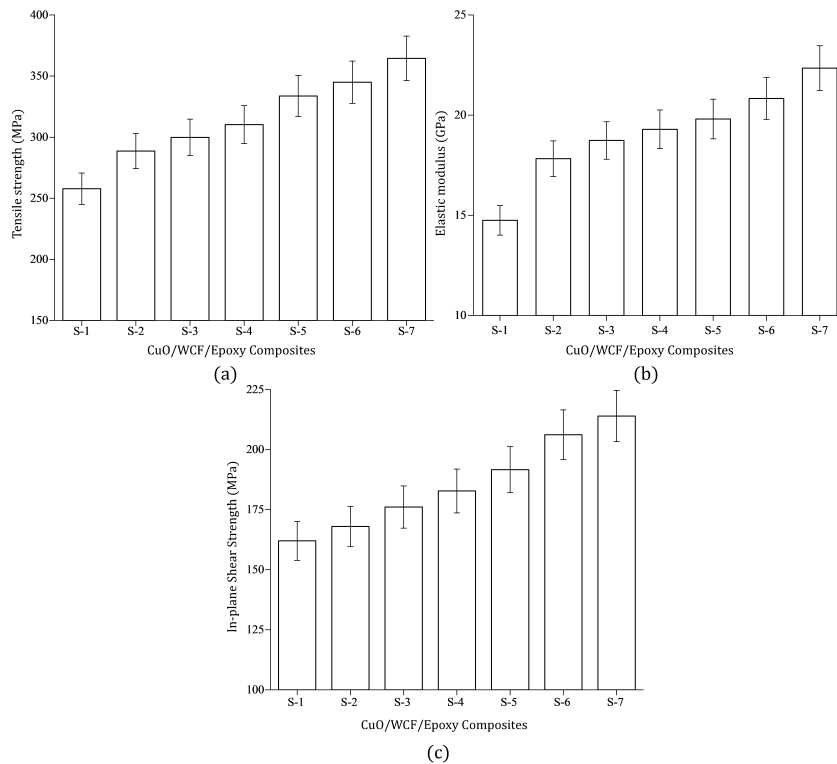 400
350
300
250
200
150
Tensile strength (MPa)
S-1 S-2 S-3 S-4 S-5 S-6 S-7
CuO/WCF/Epoxy Composites
(a)
25
20
15
10
Elastic modulus (GPa)
S-1 S-2 S-3 S-4 S-5 S-6 S-7
CuO/WCF/Epoxy Composites
(b)
225
200
175
150
125
100
In-plane Shear Strength (MPa)
S-1 S-2 S-3 S-4 S-5 S-6 S-7
CuO/WCF/Epoxy Composites
(c)